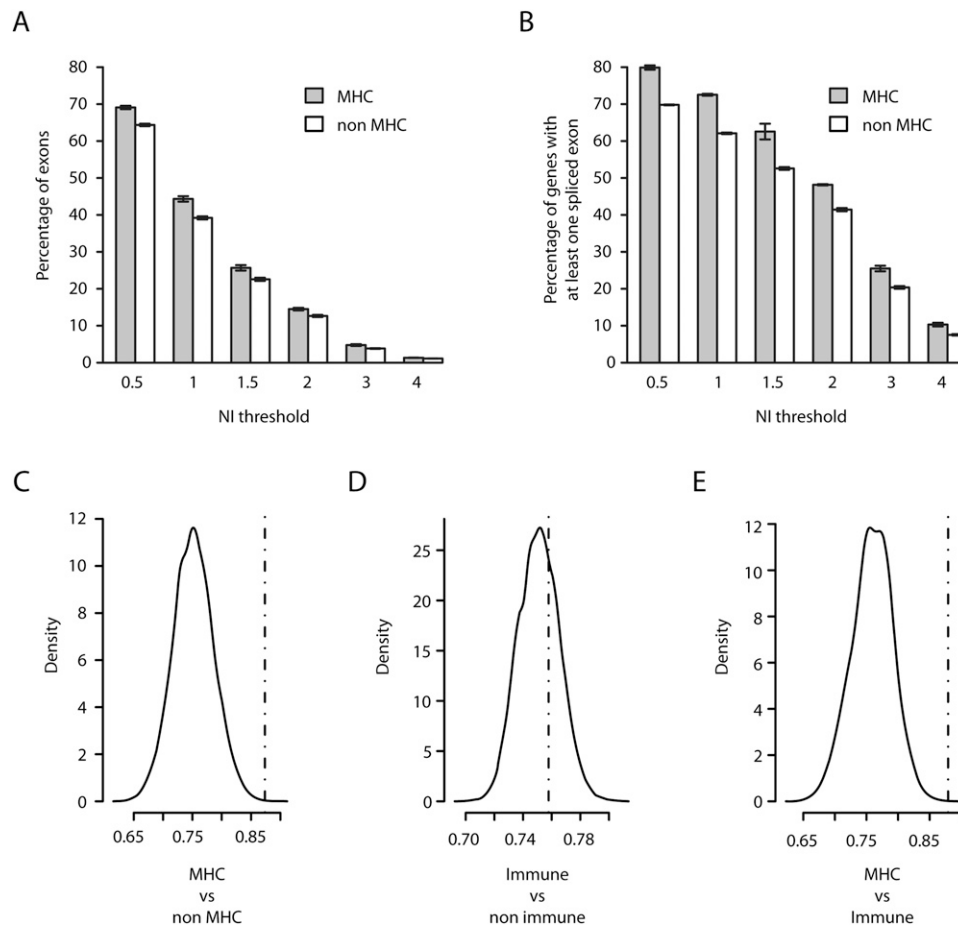 A
Percentage of exons
80
70
60
50
40
30
20
10
0
MHC
non MHC
0.5 1 1.5 2 3 4
NI threshold
B
Percentage of genes with
at least one spliced exon
80
70
60
50
40
30
20
10
0
MHC
non MHC
0.5 1 1.5 2 3 4
NI threshold
C
Density
12
10
8
6
4
2
0
0.65 0.75 0.85
MHC
vs
non MHC
D
Density
25
20
15
10
5
0
0.70 0.74 0.78
Immune
vs
non immune
E
Density
12
10
8
6
4
2
0
0.65 0.75 0.85
MHC
vs
Immune